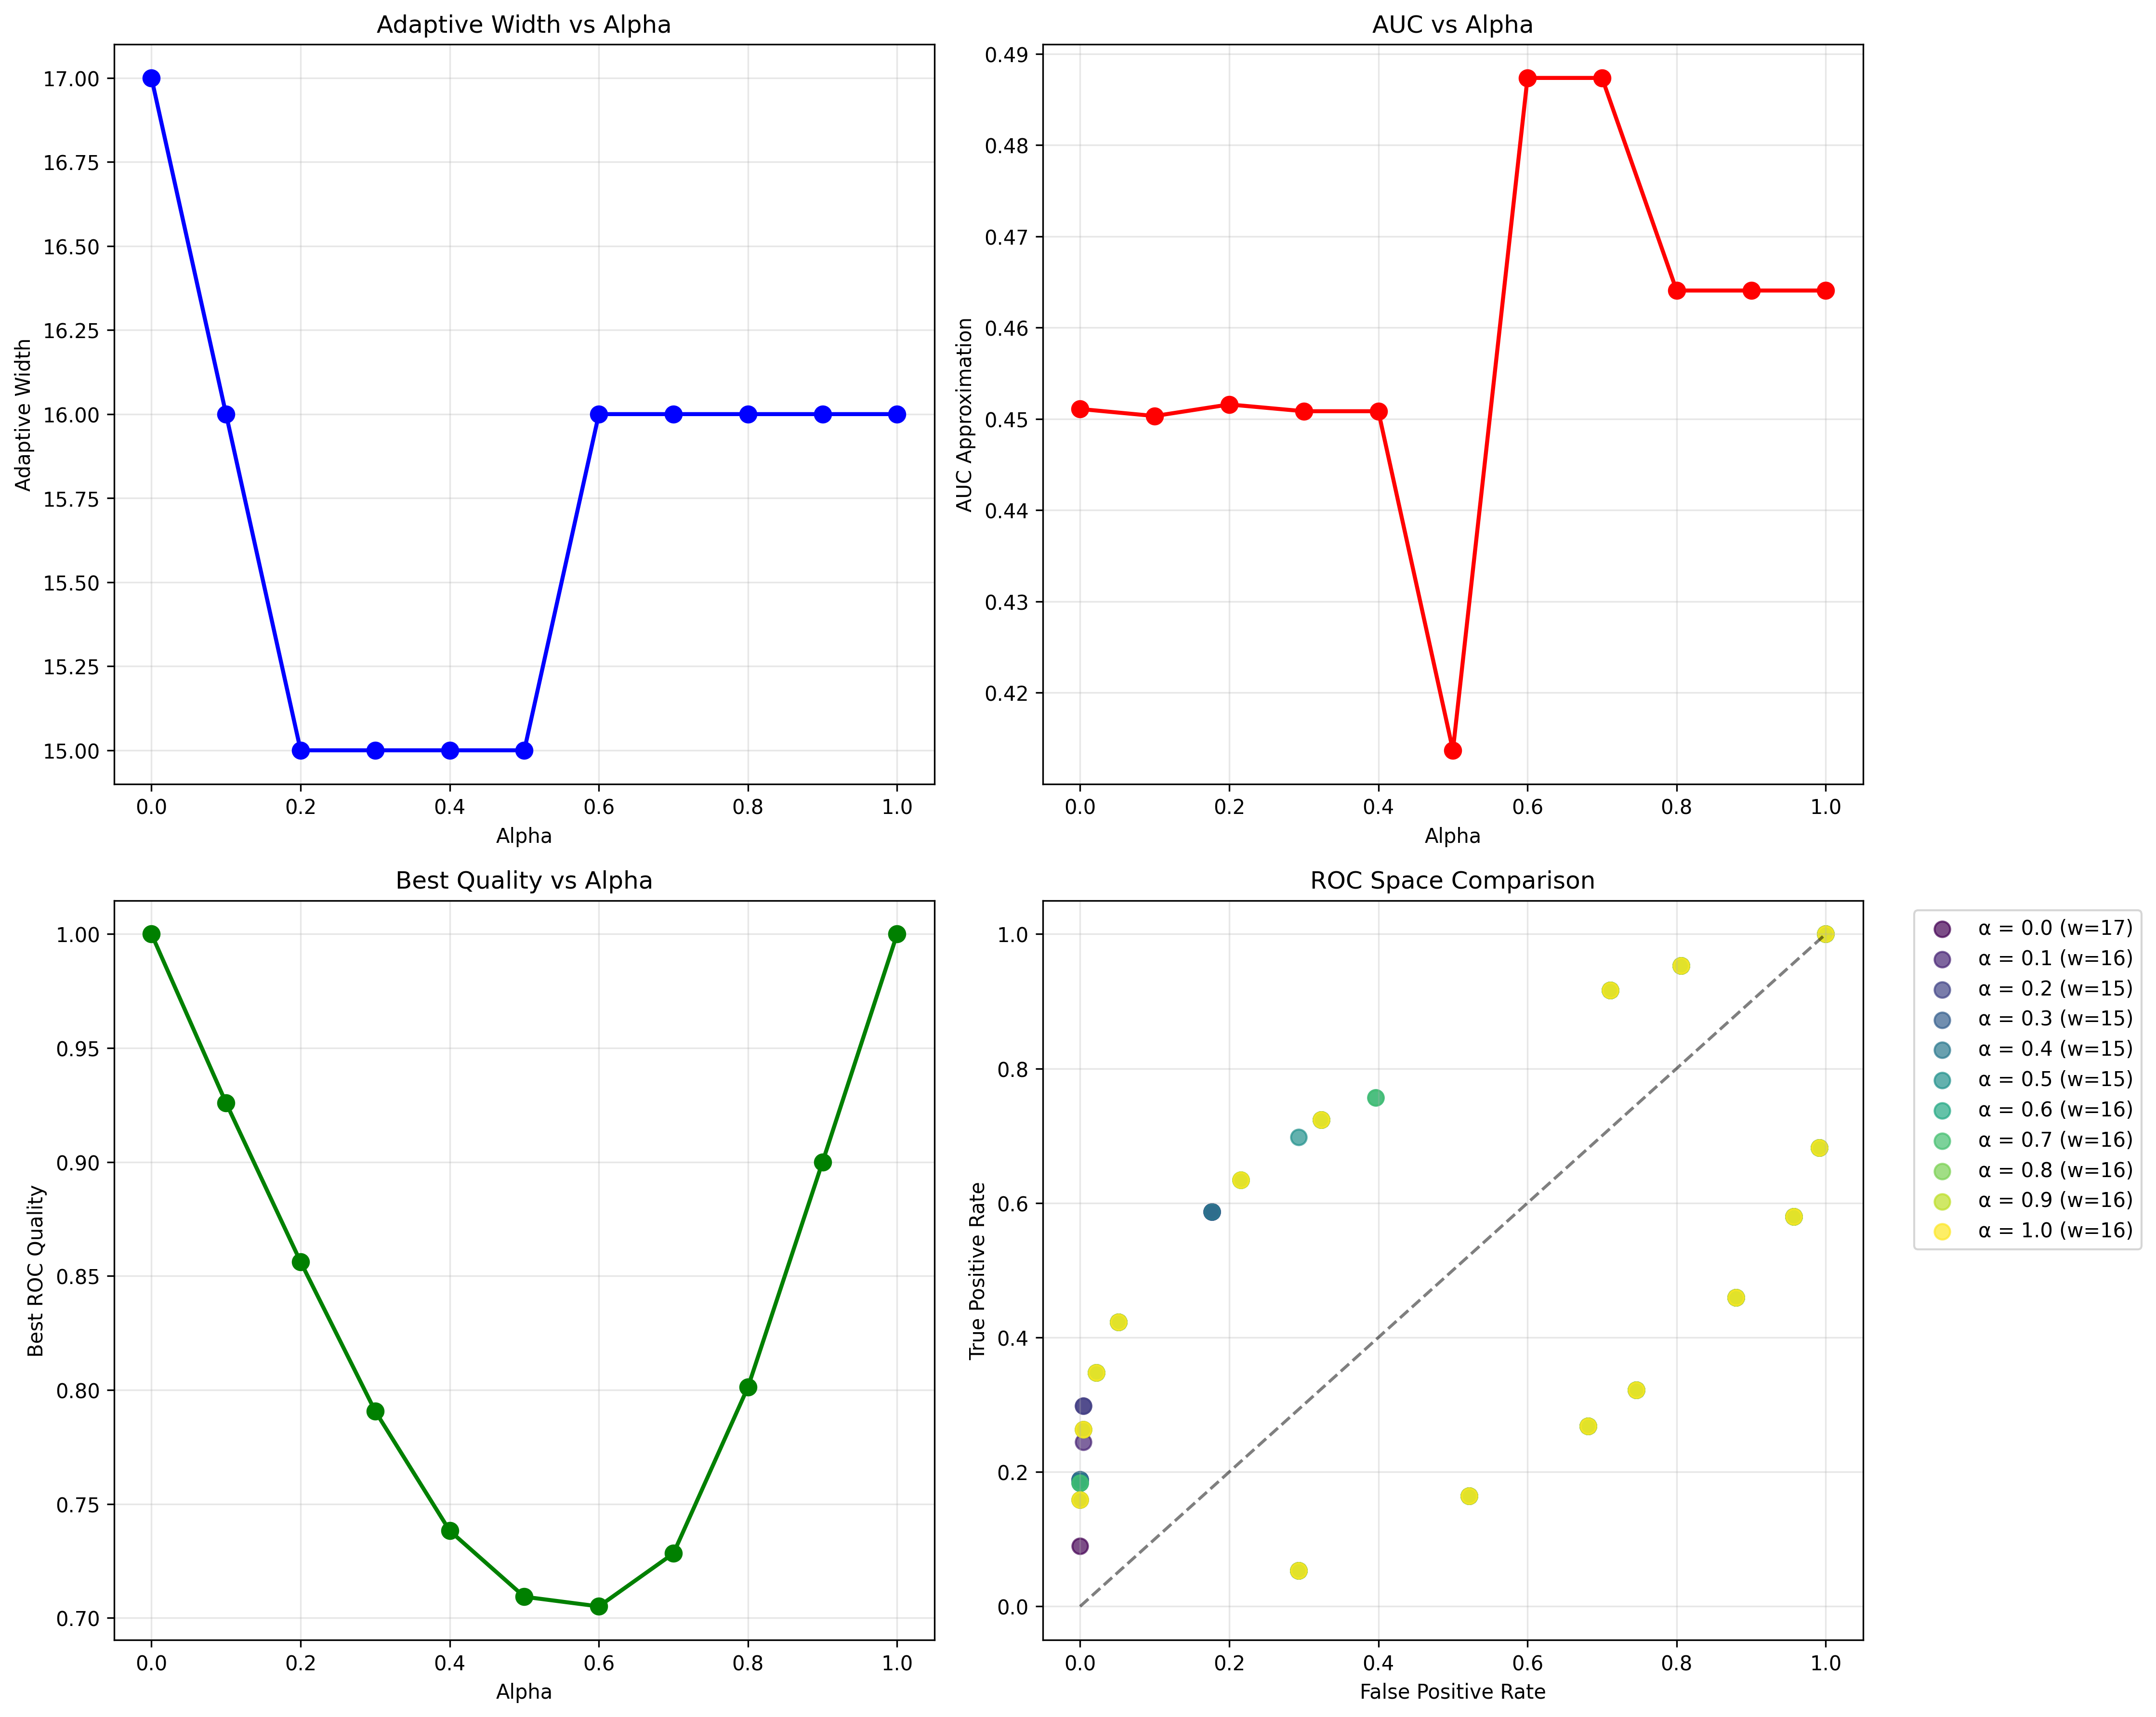 Adaptive Width vs Alpha
17.00
16.75
16.50
16.25
16.00
15.75
15.50
15.25
15.00
Adaptive Width
0.0 0.2 0.4 0.6 0.8 1.0
Alpha
AUC vs Alpha
0.49
0.48
0.47
0.46
0.45
0.44
0.43
0.42
AUC Approximation
0.0 0.2 0.4 0.6 0.8 1.0
Alpha
Best Quality vs Alpha
1.00
0.95
0.90
0.85
0.80
0.75
0.70
Best ROC Quality
0.0 0.2 0.4 0.6 0.8 1.0
Alpha
ROC Space Comparison
1.0
0.8
0.6
0.4
0.2
0.0
True Positive Rate
0.0 0.2 0.4 0.6 0.8 1.0
False Positive Rate
α = 0.0 (w=17)
α = 0.1 (w=16)
α = 0.2 (w=15)
α = 0.3 (w=15)
α = 0.4 (w=15)
α = 0.5 (w=15)
α = 0.6 (w=16)
α = 0.7 (w=16)
α = 0.8 (w=16)
α = 0.9 (w=16)
α = 1.0 (w=16)